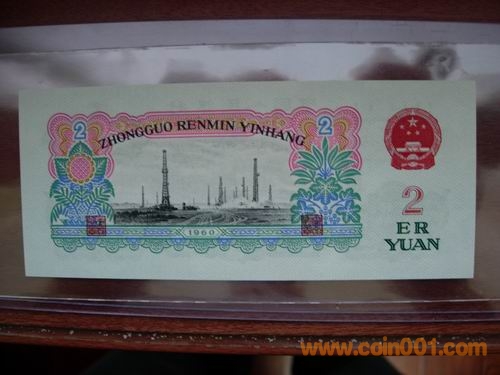 2
2
ZHONGGUO RENMIN YINHANG
1960
2
ER
YUAN
www.coin001.com